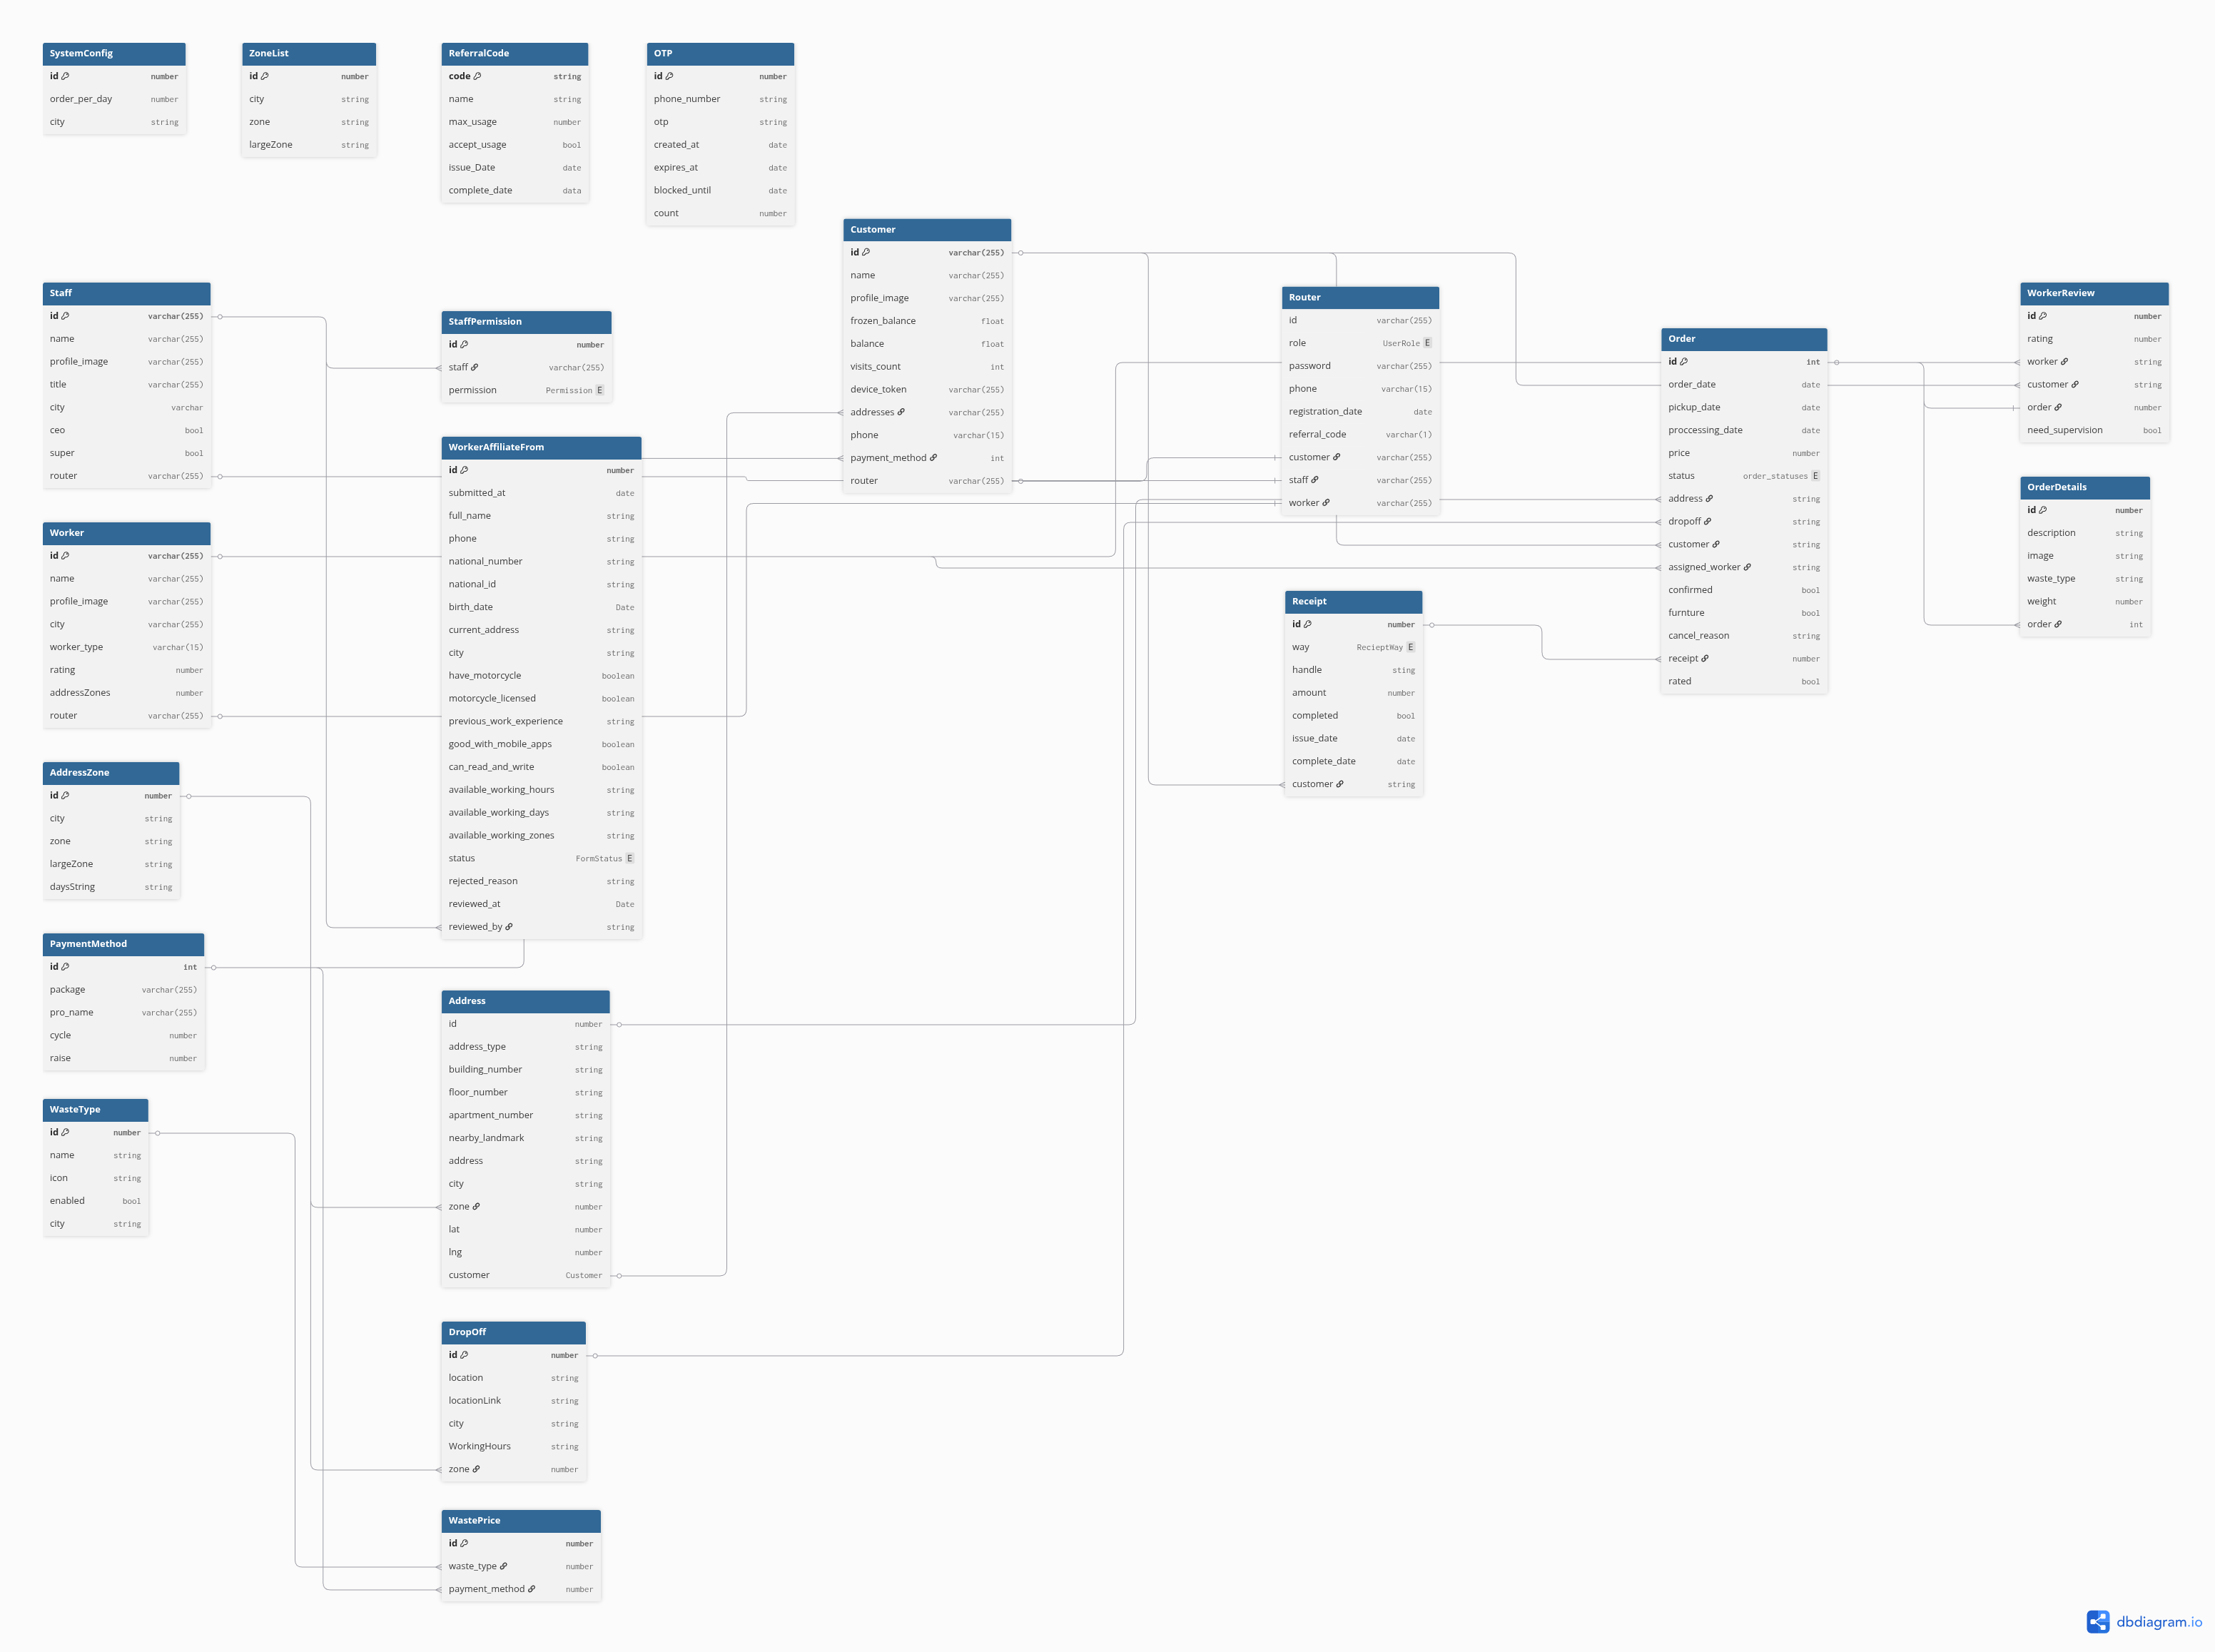 SystemConfig
id number
order_per_day number
city string
ZoneList
id number
city string
zone string
largeZone string
ReferralCode
code string
name string
max_usage number
accept_usage bool
issue_Date date
complete_date data
OTP
id number
phone_number string
otp string
created_at date
expires_at date
blocked_until date
count number
Customer
id varchar(255)
name varchar(255)
profile_image varchar(255)
frozen_balance float
balance float
visits_count int
device_token varchar(255)
addresses varchar(255)
phone varchar(15)
payment_method int
router varchar(255)
Staff
id varchar(255)
name varchar(255)
profile_image varchar(255)
title varchar(255)
city varchar
ceo bool
super bool
router varchar(255)
StaffPermission
id number
staff varchar(255)
permission Permission E
Router
id varchar(255)
role UserRole E
password varchar(255)
phone varchar(15)
registration_date date
referral_code varchar(1)
customer varchar(255)
staff varchar(255)
worker varchar(255)
Order
id int
order_date date
pickup_date date
proccessing_date date
price number
status order_statuses E
address string
dropoff string
customer string
assigned_worker string
confirmed bool
furnture bool
cancel_reason string
receipt number
rated bool
WorkerReview
id number
rating number
worker string
customer string
order number
need_supervision bool
OrderDetails
id number
description string
image string
waste_type string
weight number
order int
WorkerAffiliateFrom
id number
submitted_at date
full_name string
phone string
national_number string
national_id string
birth_date Date
current_address string
city string
have_motorcycle boolean
motorcycle_licensed boolean
previous_work_experience string
good_with_mobile_apps boolean
can_read_and_write boolean
available_working_hours string
available_working_days string
available_working_zones string
status FormStatus E
rejected_reason string
reviewed_at Date
reviewed_by string
Worker
id varchar(255)
name varchar(255)
profile_image varchar(255)
city varchar(255)
worker_type varchar(15)
rating number
addressZones number
router varchar(255)
Receipt
id number
way RecieptWay E
handle sting
amount number
completed bool
issue_date date
complete_date date
customer string
AddressZone
id number
city string
zone string
largeZone string
daysString string
PaymentMethod
id int
package varchar(255)
pro_name varchar(255)
cycle number
raise number
Address
id number
address_type string
building_number string
floor_number string
apartment_number string
nearby_landmark string
address string
city string
zone number
lat number
lng number
customer Customer
WasteType
id number
name string
icon string
enabled bool
city string
DropOff
id number
location string
locationLink string
city string
WorkingHours string
zone number
WastePrice
id number
waste_type number
payment_method number
dbdiagram.io